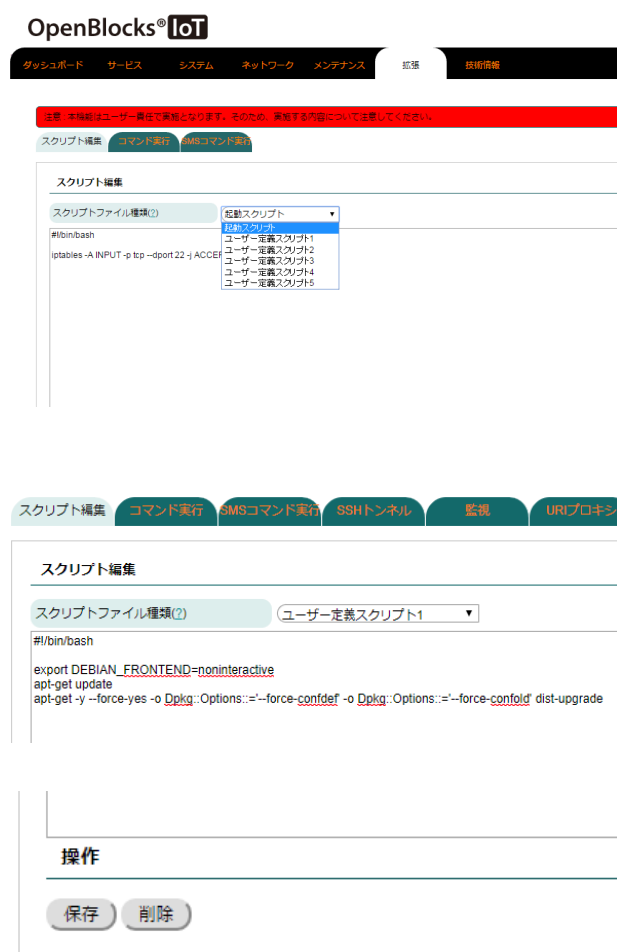 OpenBlocks® IoT
ダッシュボード サービス システム ネットワーク メンテナンス 拡張 技術情報
注意：本機能はユーザー責任で実施となります。そのため、実施する内容について注意してください。
スクリプト編集 コマンド実行 SMSコマンド実行
スクリプト編集
スクリプトファイル種類(?) 起動スクリプト
起動スクリプト
ユーザー定義スクリプト1
ユーザー定義スクリプト2
ユーザー定義スクリプト3
ユーザー定義スクリプト4
ユーザー定義スクリプト5
#!/bin/bash
iptables -A INPUT -p tcp --dport 22 -j ACCEP
スクリプト編集 コマンド実行 SMSコマンド実行 SSHトンネル 監視 URIプロキシ
スクリプト編集
スクリプトファイル種類(?) ユーザー定義スクリプト1
#!/bin/bash
export DEBIAN_FRONTEND=noninteractive
apt-get update
apt-get -y --force-yes -o Dpkg::Options::='--force-confdef' -o Dpkg::Options::='--force-confold' dist-upgrade
操作
保存 削除